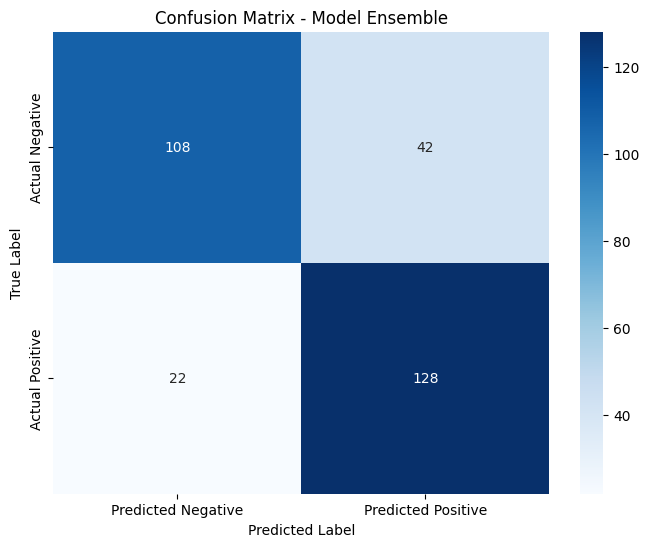 Confusion Matrix - Model Ensemble
True Label
Actual Negative
Actual Positive
108
42
22
128
Predicted Negative
Predicted Positive
Predicted Label
120
100
80
60
40